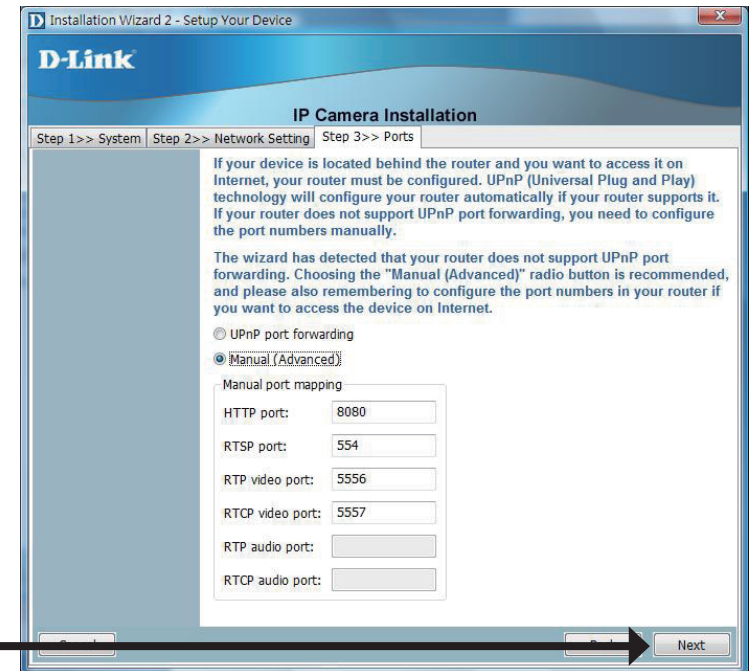 Installation Wizard 2 - Setup Your Device
D-Link
IP Camera Installation
Step 1>> System Step 2>> Network Setting Step 3>> Ports
If your device is located behind the router and you want to access it on
Internet, your router must be configured. UPnP (Universal Plug and Play)
technology will configure your router automatically if your router supports it.
If your router does not support UPnP port forwarding, you need to configure
the port numbers manually.
The wizard has detected that your router does not support UPnP port
forwarding. Choosing the "Manual (Advanced)" radio button is recommended,
and please also remembering to configure the port numbers in your router if
you want to access the device on Internet.
UPnP port forwarding
Manual (Advanced)
Manual port mapping
HTTP port: 8080
RTSP port: 554
RTP video port: 5556
RTCP video port: 5557
RTP audio port:
RTCP audio port:
Next